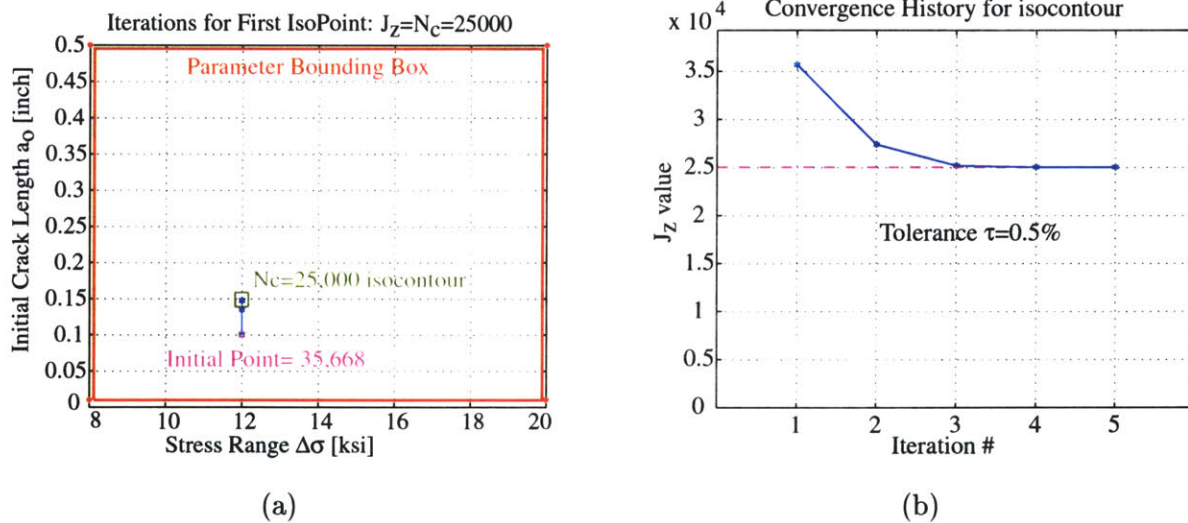 Iterations for First IsoPoint: J_z=N_c=25000
Initial Crack Length a_o [inch]
0.5
0.45
0.4
0.35
0.3
0.25
0.2
0.15
0.1
0.05
0
Parameter Bounding Box
Nc=25,000 isocontour
Initial Point= 35,668
8 10 12 14 16 18 20
Stress Range Δσ [ksi]
(a)
Convergence History for isocontour
x 10^4
J_z value
3.5
3
2.5
2
1.5
1
0.5
0
Tolerance τ=0.5%
1 2 3 4 5
Iteration #
(b)